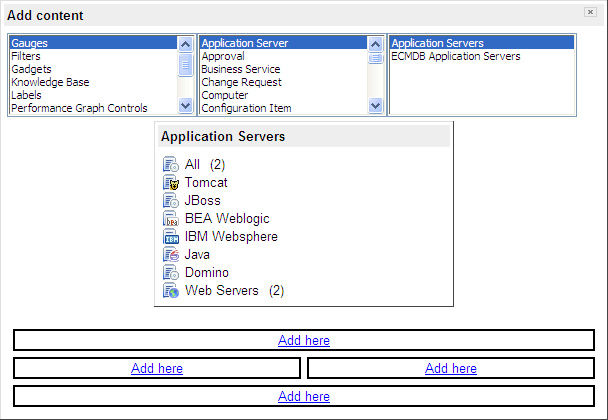 Add content
Gauges
Filters
Gadgets
Knowledge Base
Labels
Performance Graph Controls
Application Server
Approval
Business Service
Change Request
Computer
Configuration Item
Application Servers
ECMDB Application Servers
Application Servers
All (2)
Tomcat
JBoss
BEA Weblogic
IBM Websphere
Java
Domino
Web Servers (2)
Add here
Add here Add here
Add here